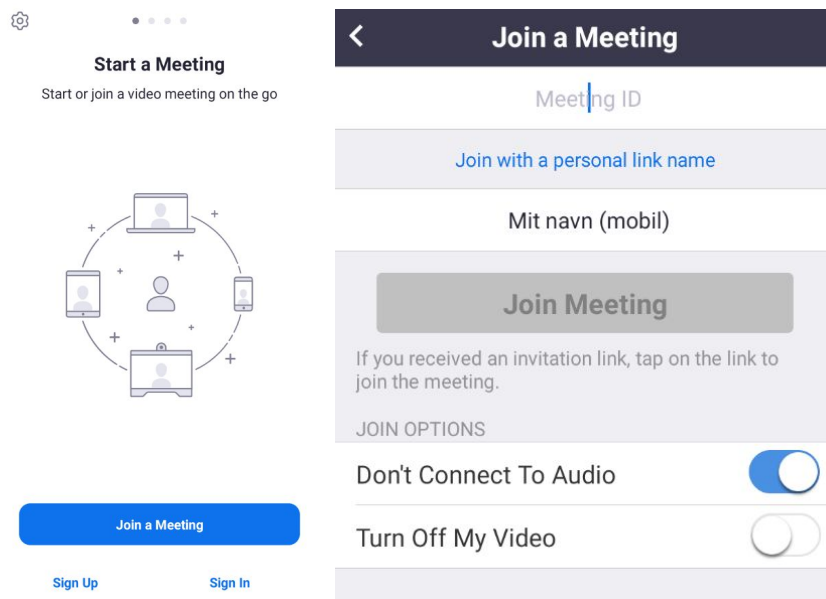 Start a Meeting
Start or join a video meeting on the go
Join a Meeting
Sign Up Sign In
Join a Meeting
Meeting ID
Join with a personal link name
Mit navn (mobil)
Join Meeting
If you received an invitation link, tap on the link to
join the meeting.
JOIN OPTIONS
Don't Connect To Audio
Turn Off My Video